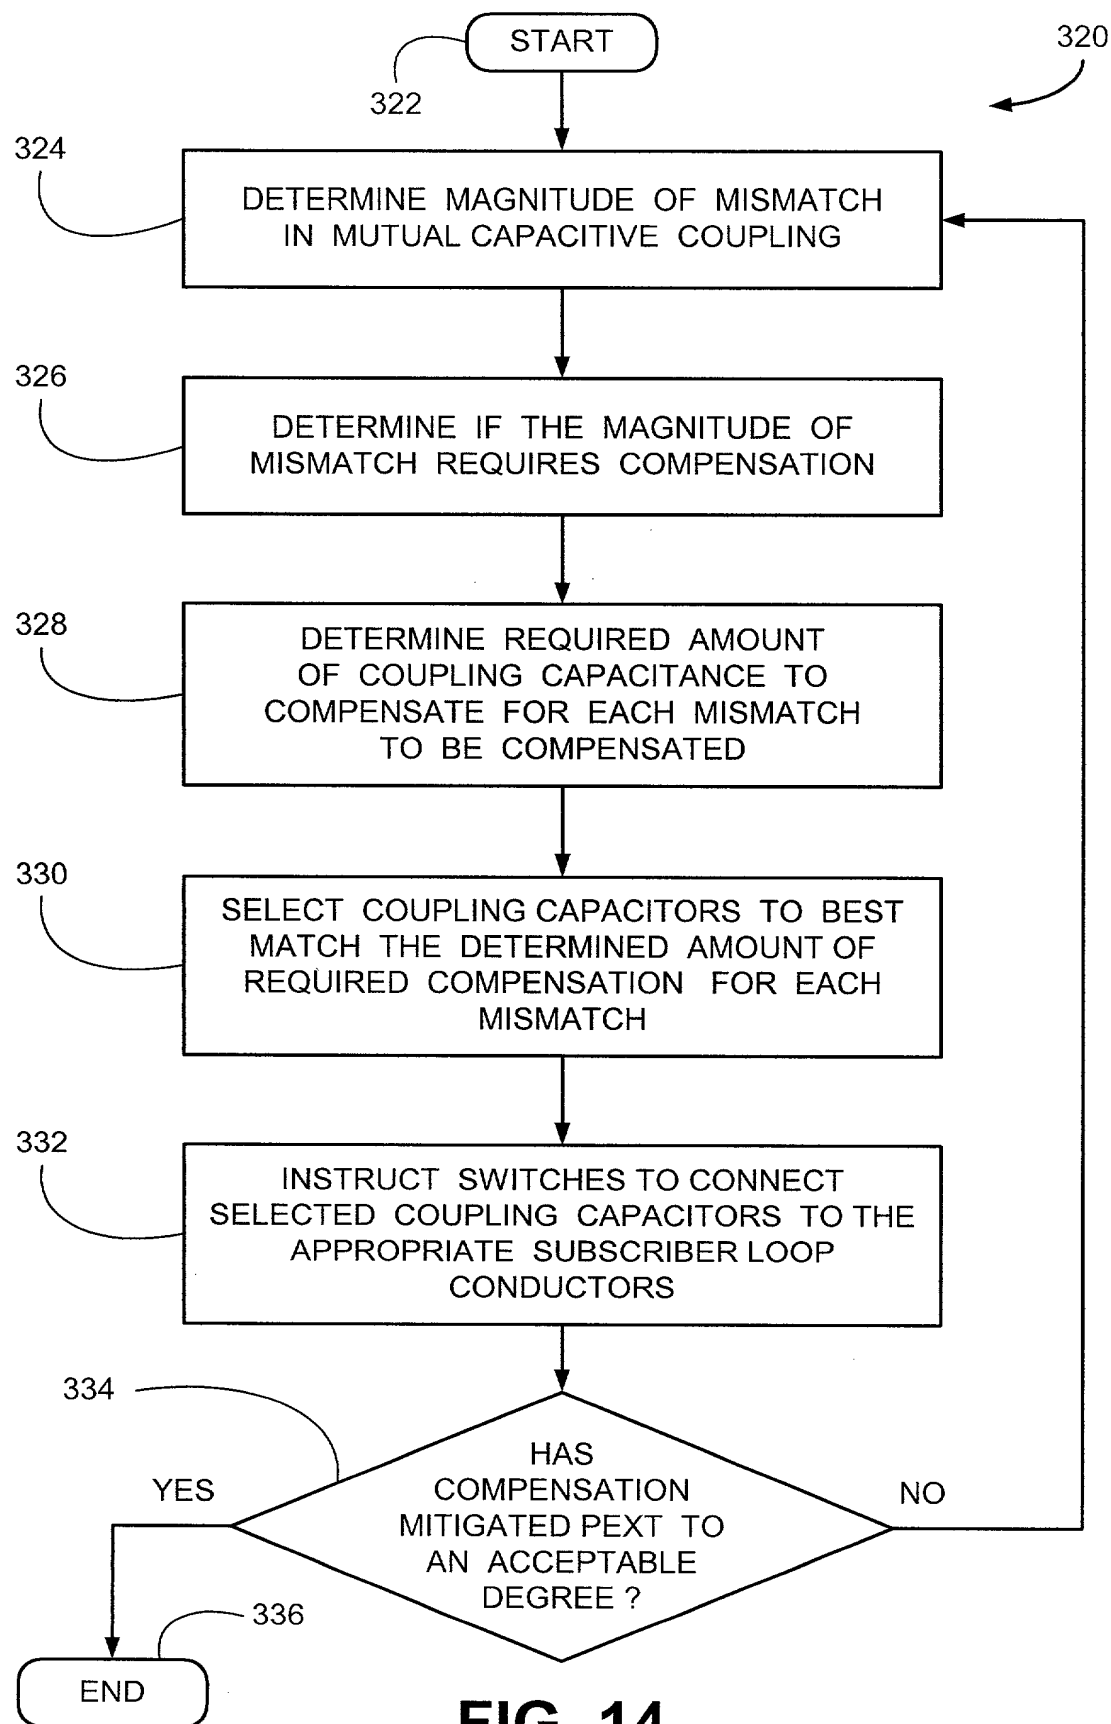 START
320
322
324
DETERMINE MAGNITUDE OF MISMATCH
IN MUTUAL CAPACITIVE COUPLING
326
DETERMINE IF THE MAGNITUDE OF
MISMATCH REQUIRES COMPENSATION
328
DETERMINE REQUIRED AMOUNT
OF COUPLING CAPACITANCE TO
COMPENSATE FOR EACH MISMATCH
TO BE COMPENSATED
330
SELECT COUPLING CAPACITORS TO BEST
MATCH THE DETERMINED AMOUNT OF
REQUIRED COMPENSATION FOR EACH
MISMATCH
332
INSTRUCT SWITCHES TO CONNECT
SELECTED COUPLING CAPACITORS TO THE
APPROPRIATE SUBSCRIBER LOOP
CONDUCTORS
334
HAS
COMPENSATION
MITIGATED PEXT TO
AN ACCEPTABLE
DEGREE ?
YES
NO
336
END
FIG. 14